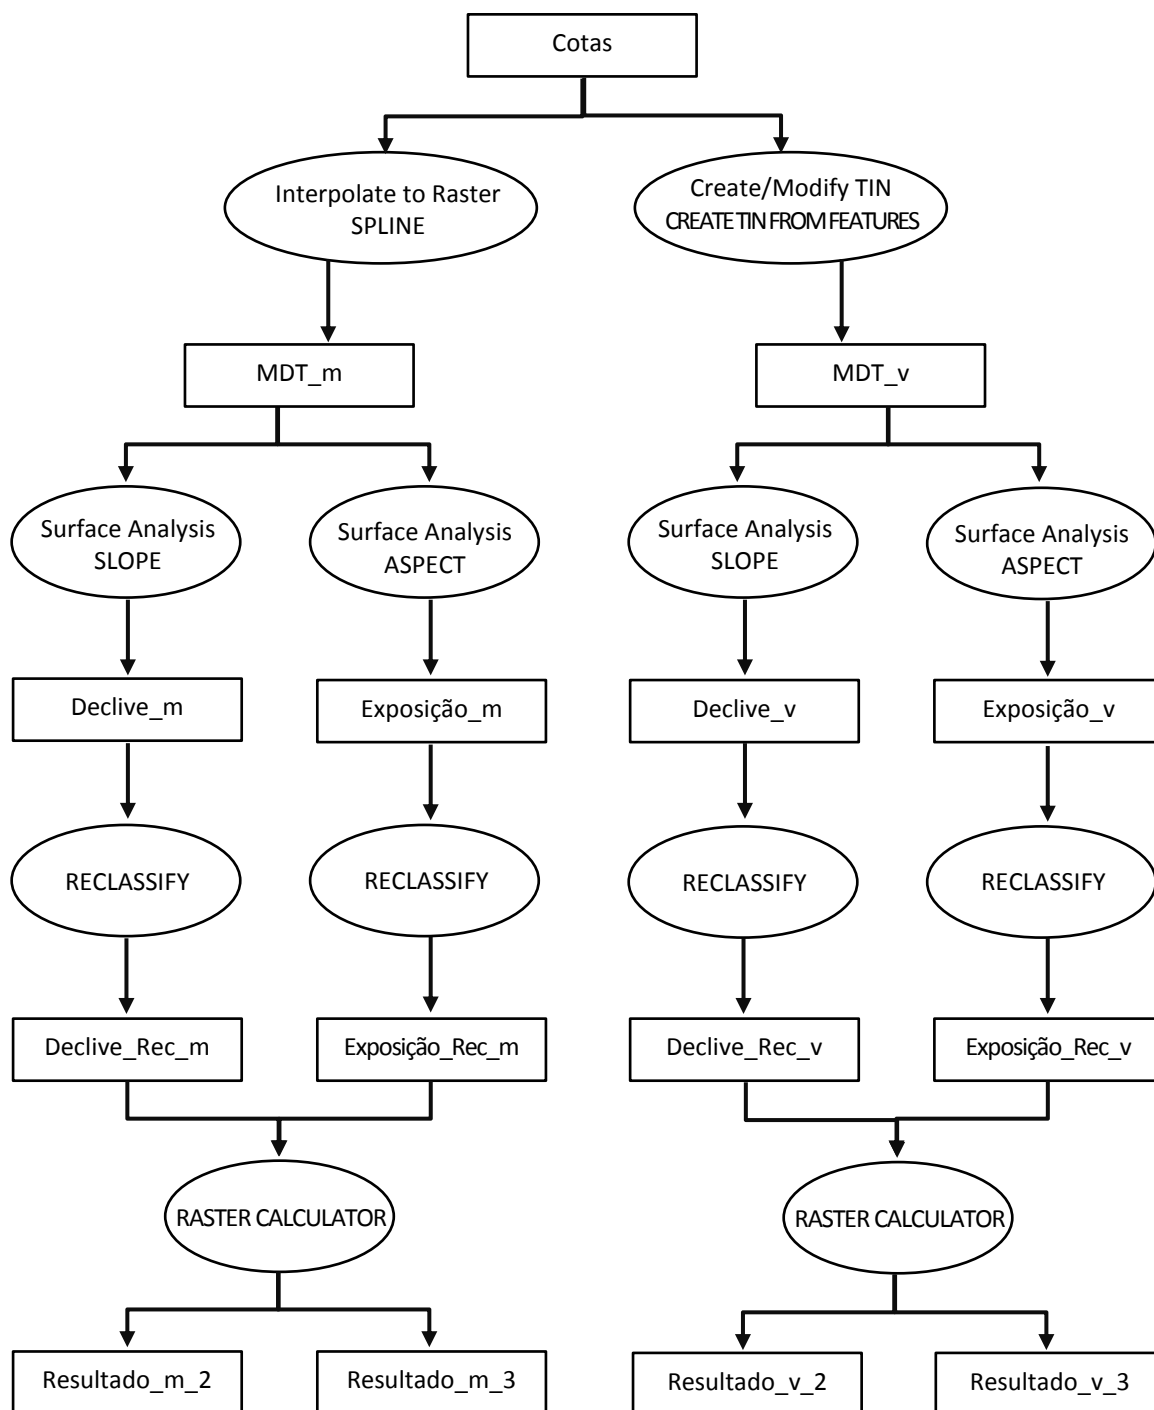 Cotas
Interpolate to Raster
SPLINE
Create/Modify TIN
CREATE TIN FROM FEATURES
MDT_m
MDT_v
Surface Analysis
SLOPE
Surface Analysis
ASPECT
Surface Analysis
SLOPE
Surface Analysis
ASPECT
Declive_m
Exposição_m
Declive_v
Exposição_v
RECLASSIFY
RECLASSIFY
RECLASSIFY
RECLASSIFY
Declive_Rec_m
Exposição_Rec_m
Declive_Rec_v
Exposição_Rec_v
RASTER CALCULATOR
RASTER CALCULATOR
Resultado_m_2
Resultado_m_3
Resultado_v_2
Resultado_v_3